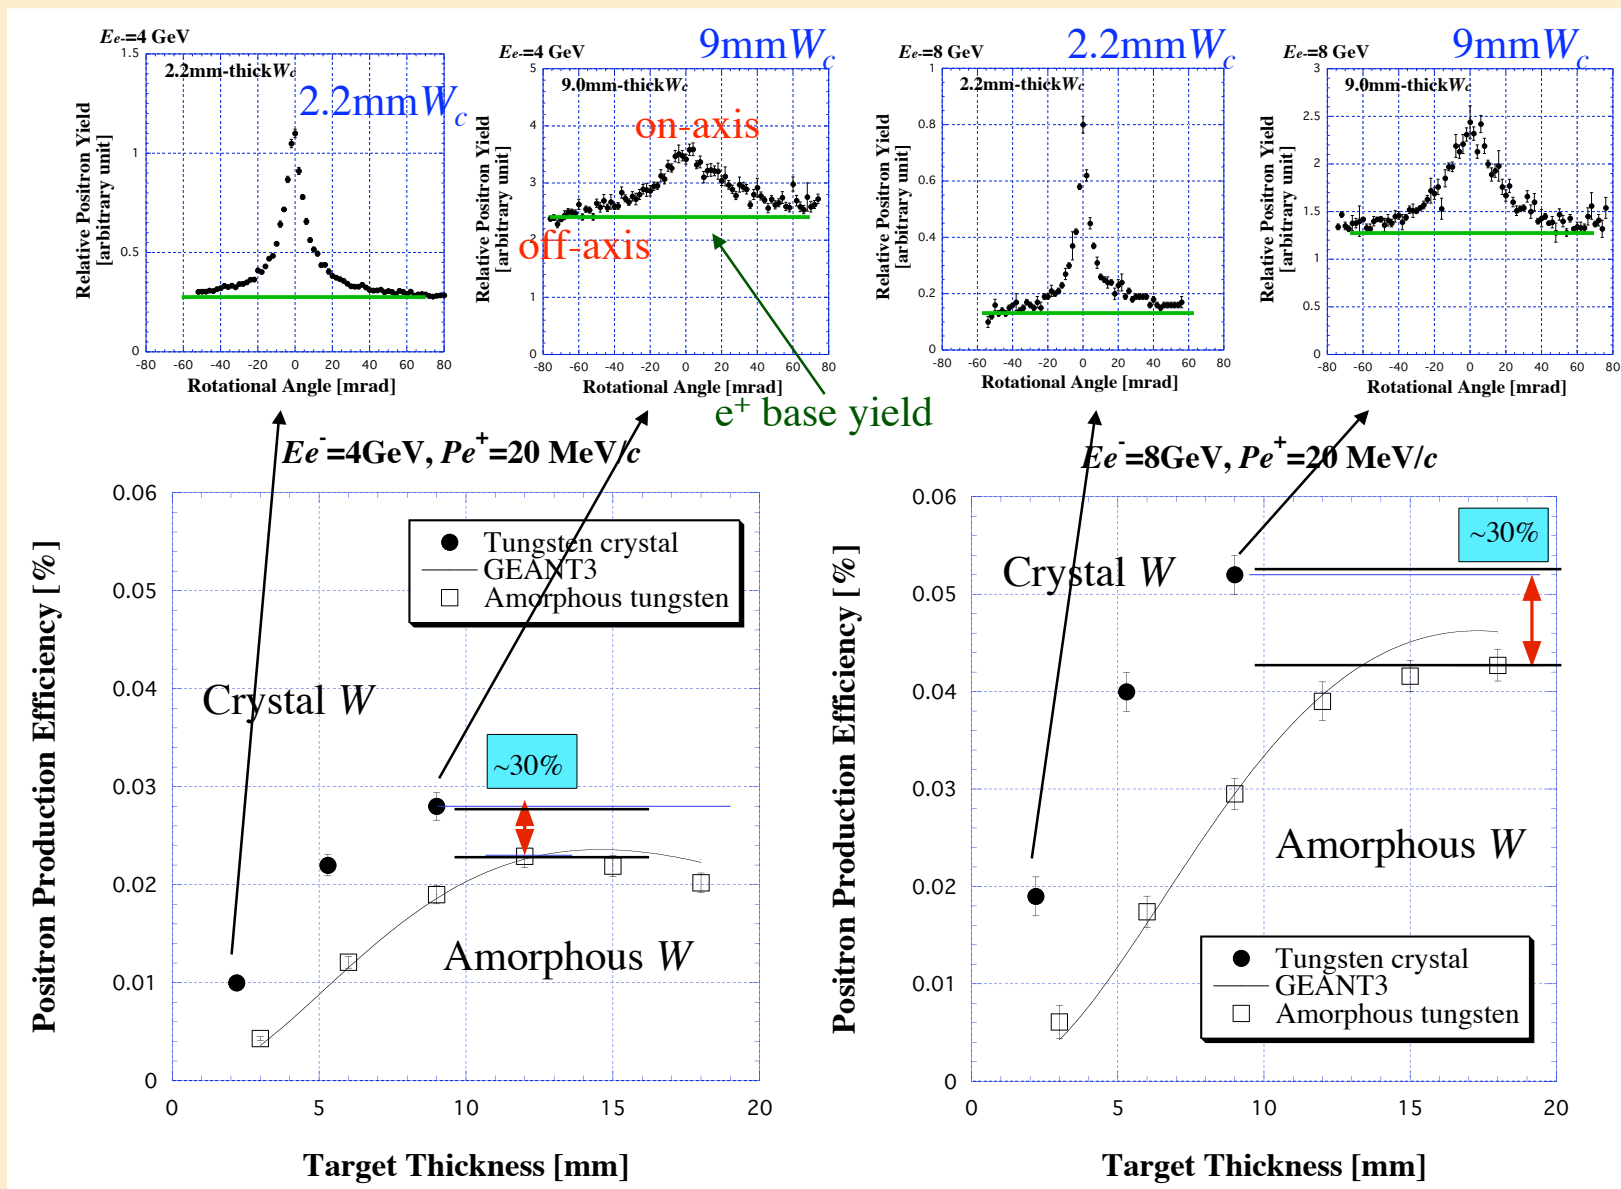 Ee-=4 GeV
2.2mm-thickWc
2.2mmWc
Relative Positron Yield
[arbitrary unit]
1.5
1
0.5
0
-80 -60 -40 -20 0 20 40 60 80
Rotational Angle [mrad]
Ee-=4 GeV
9mmWc
9.0mm-thickWc
on-axis
off-axis
Relative Positron Yield
[arbitrary unit]
5
4
3
2
1
0
-80 -60 -40 -20 0 20 40 60 80
Rotational Angle [mrad]
e+ base yield
Ee-=8 GeV
2.2mmWc
2.2mm-thickWc
Relative Positron Yield
[arbitrary unit]
1
0.8
0.6
0.4
0.2
0
-80 -60 -40 -20 0 20 40 60 80
Rotational Angle [mrad]
Ee-=8 GeV
9mmWc
9.0mm-thickWc
Relative Positron Yield
[arbitrary unit]
3
2.5
2
1.5
1
0.5
0
-80 -60 -40 -20 0 20 40 60 80
Rotational Angle [mrad]
Ee-=4GeV, Pe+=20 MeV/c
Positron Production Efficiency [%]
0.06
0.05
0.04
0.03
0.02
0.01
0
Tungsten crystal
GEANT3
Amorphous tungsten
Crystal W
~30%
Amorphous W
0 5 10 15 20
Target Thickness [mm]
Ee-=8GeV, Pe+=20 MeV/c
Positron Production Efficiency [%]
0.06
0.05
0.04
0.03
0.02
0.01
0
~30%
Crystal W
Amorphous W
Tungsten crystal
GEANT3
Amorphous tungsten
0 5 10 15 20
Target Thickness [mm]